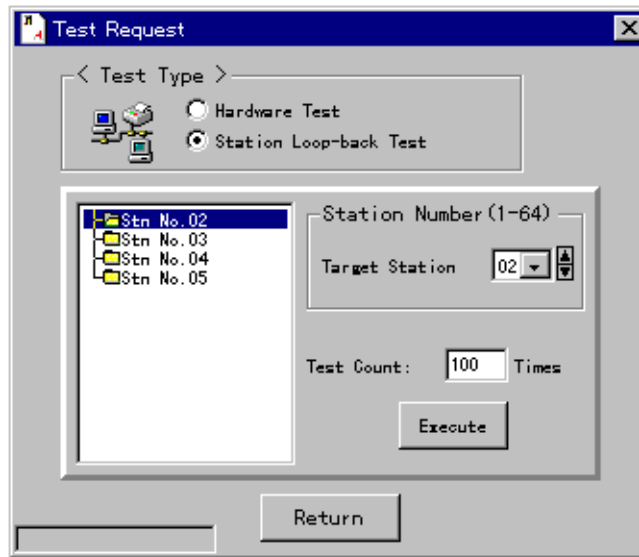 Test Request
< Test Type >
Hardware Test
Station Loop-back Test
Stn No.02
Stn No.03
Stn No.04
Stn No.05
Station Number(1-64)
Target Station 02
Test Count: 100 Times
Execute
Return